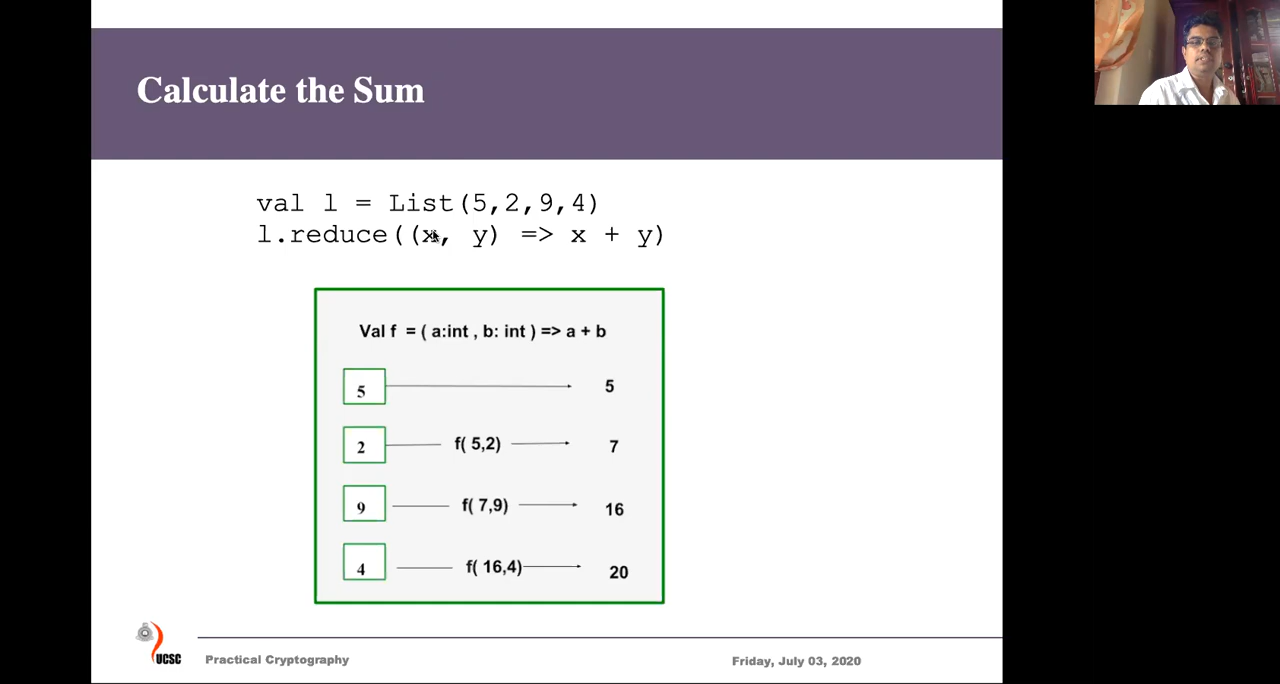 Calculate the Sum
val l = List(5,2,9,4)
l.reduce((x, y) => x + y)
Val f = ( a:int , b: int ) => a + b
5 5
2 f( 5,2) 7
9 f( 7,9) 16
4 f( 16,4) 20
UCSC Practical Cryptography Friday, July 03, 2020